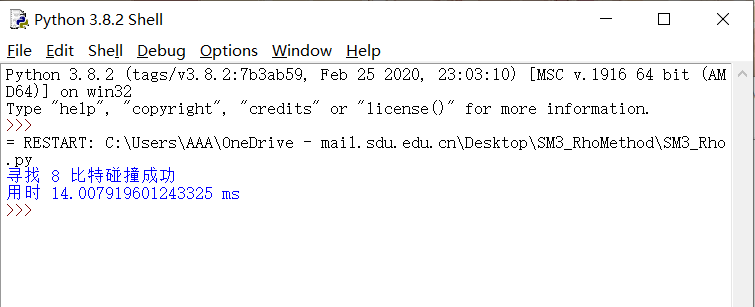 Python 3.8.2 Shell
File Edit Shell Debug Options Window Help
Python 3.8.2 (tags/v3.8.2:7b3ab59, Feb 25 2020, 23:03:10) [MSC v.1916 64 bit (AM
D64)] on win32
Type "help", "copyright", "credits" or "license()" for more information.
>>>
= RESTART: C:\Users\AAA\OneDrive - mail.sdu.edu.cn\Desktop\SM3_RhoMethod\SM3_Rho
.py
寻找 8 比特碰撞成功
用时 14.007919601243325 ms
>>>